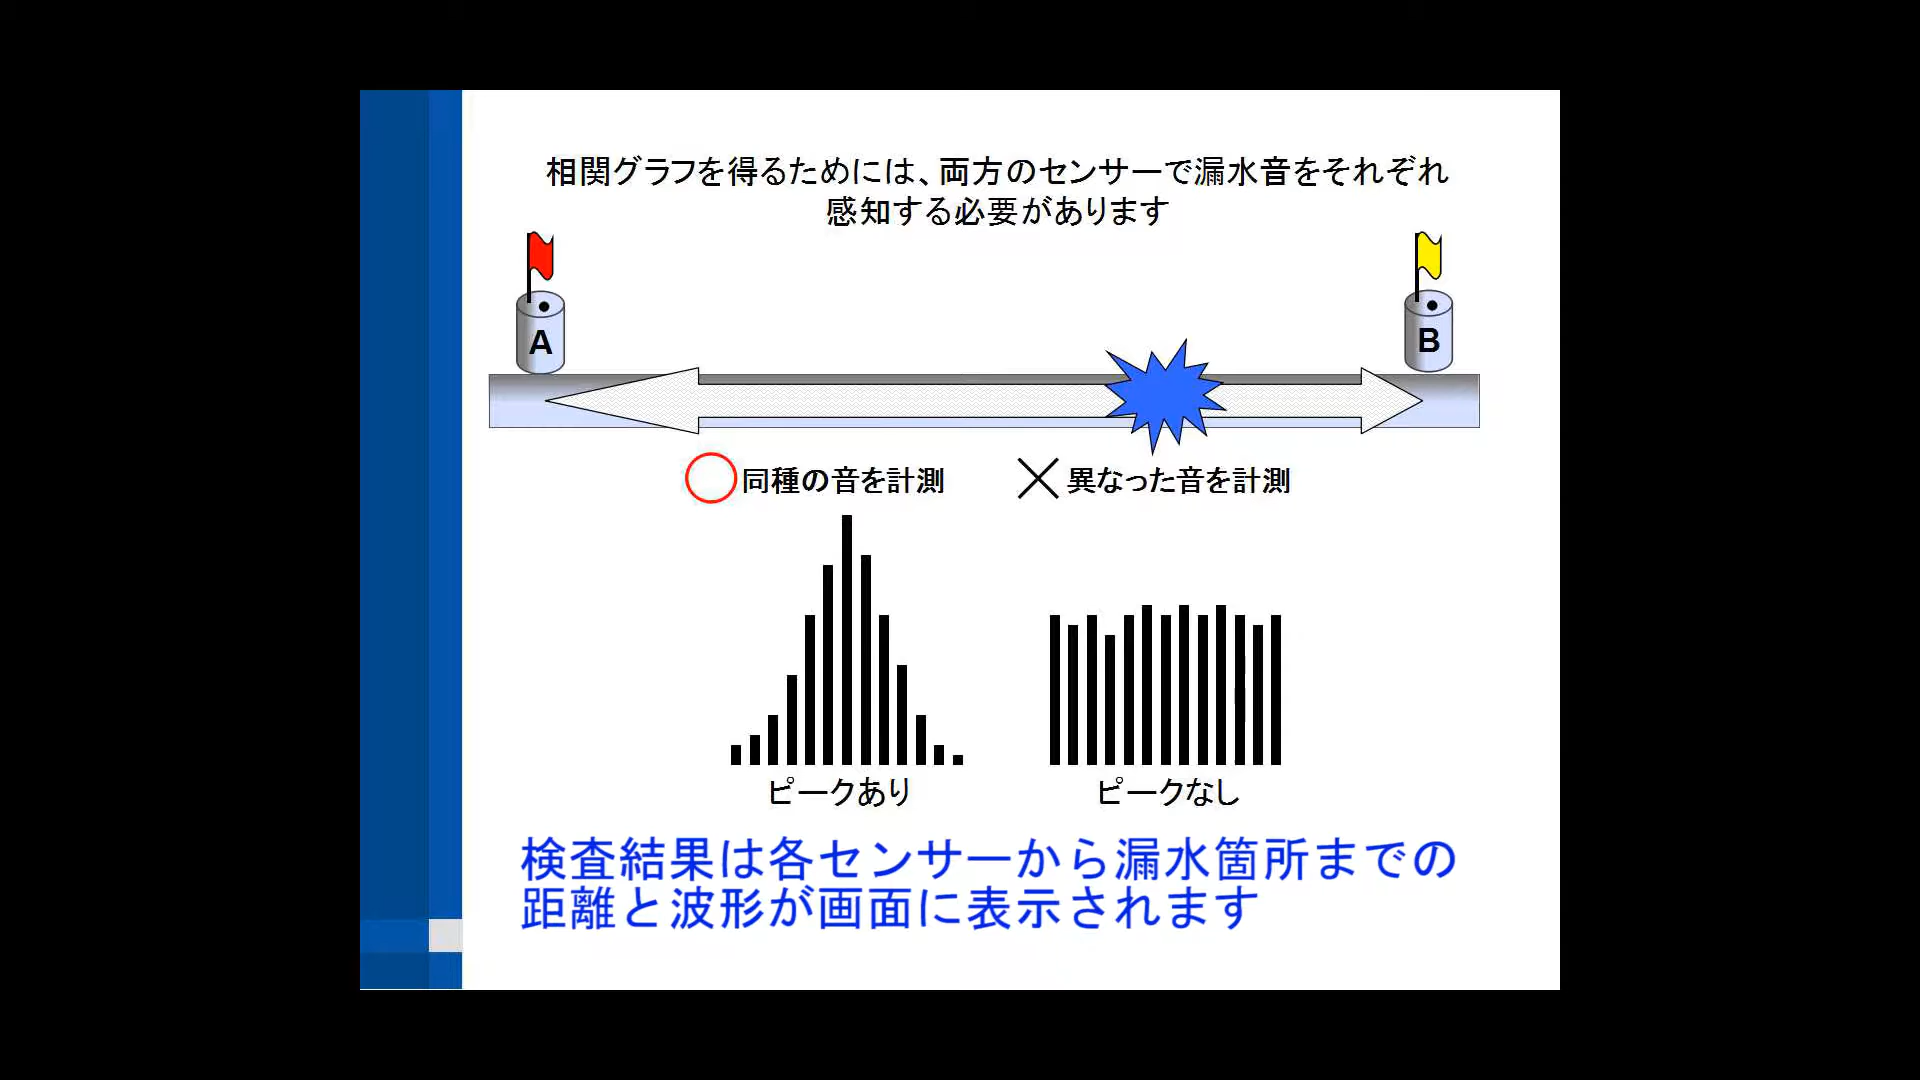 相関グラフを得るためには、両方のセンサーで漏水音をそれぞれ
感知する必要があります
A
B
同種の音を計測
異なった音を計測
ピークあり
ピークなし
検査結果は各センサーから漏水箇所までの
距離と波形が画面に表示されます